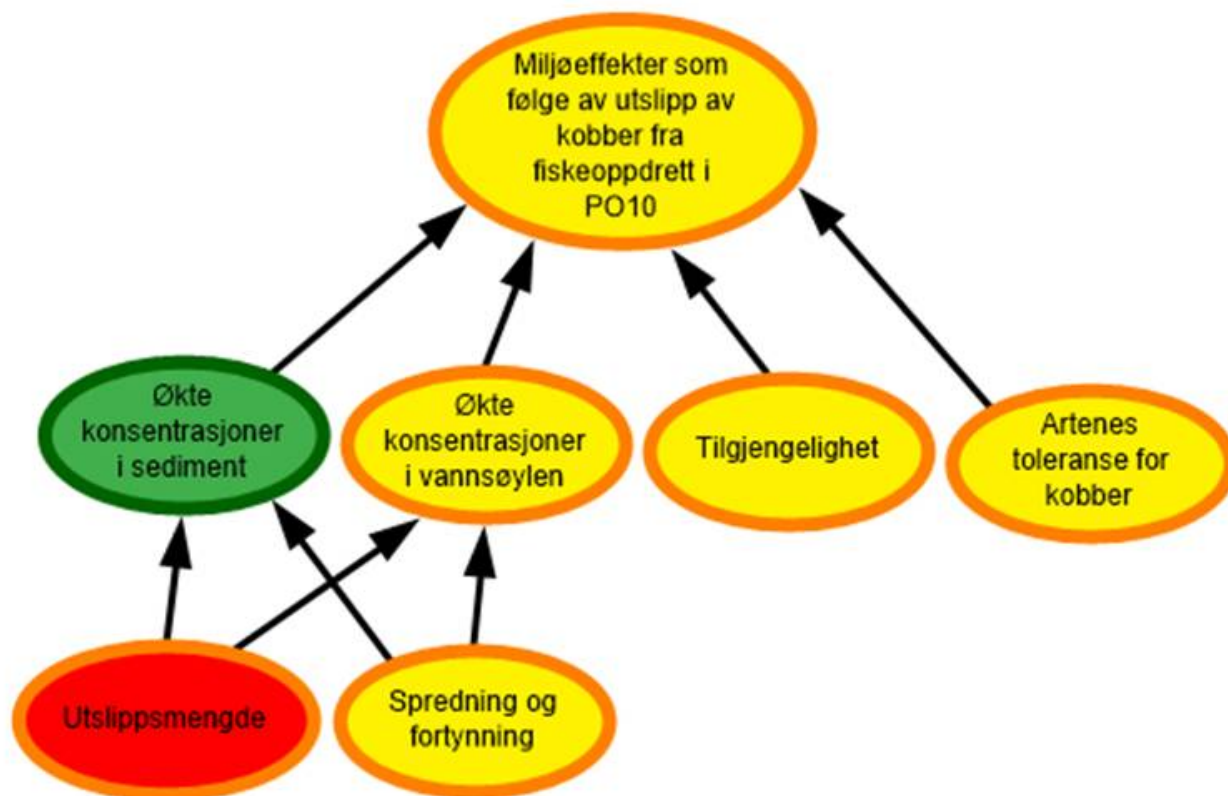 Miljøeffekter som
følge av utslipp av
kobber fra
fiskeoppdrett i
PO10
Økte
konsentrasjoner
i sediment
Økte
konsentrasjoner
i vannsøylen
Tilgjengelighet
Artenes
toleranse for
kobber
Utslippsmengde
Spredning og
fortynning